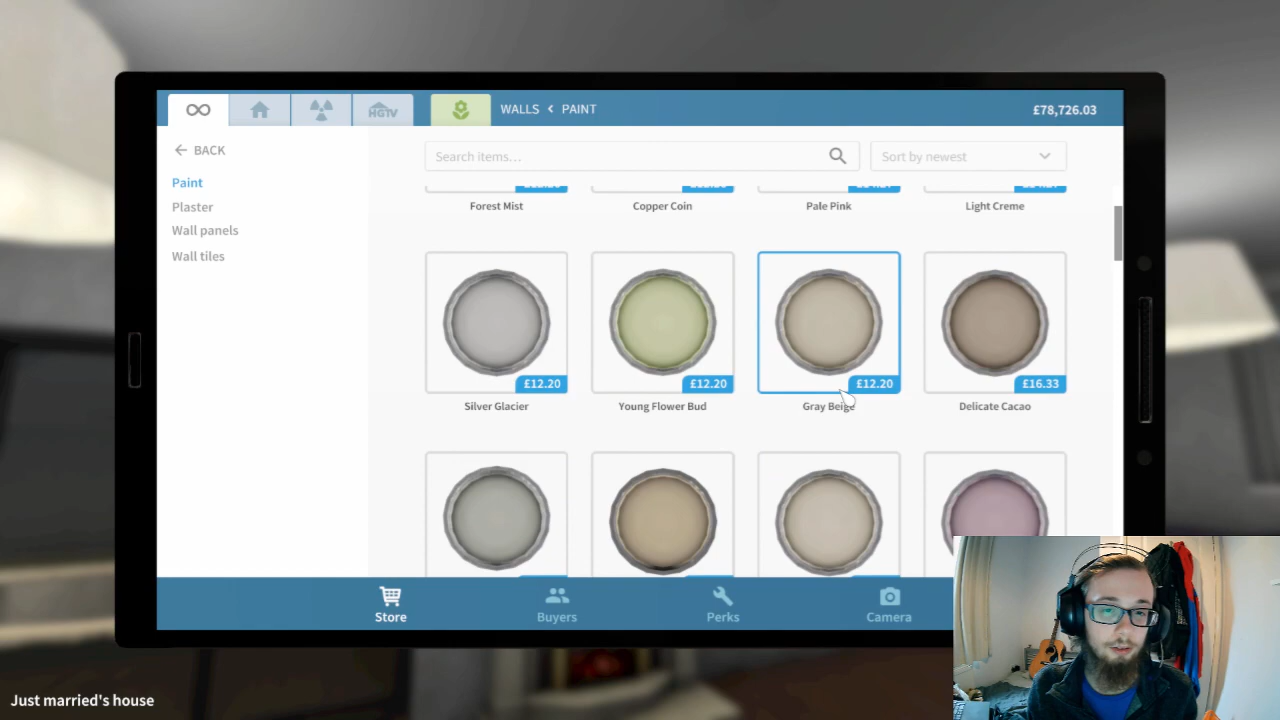 HGTV
WALLS < PAINT
£78,726.03
BACK
Search items...
Sort by newest
Paint
Plaster
Wall panels
Wall tiles
Forest Mist
Copper Coin
Pale Pink
Light Creme
£12.20
£12.20
£12.20
£16.33
Silver Glacier
Young Flower Bud
Gray Beige
Delicate Cacao
Store
Buyers
Perks
Camera
Just married's house